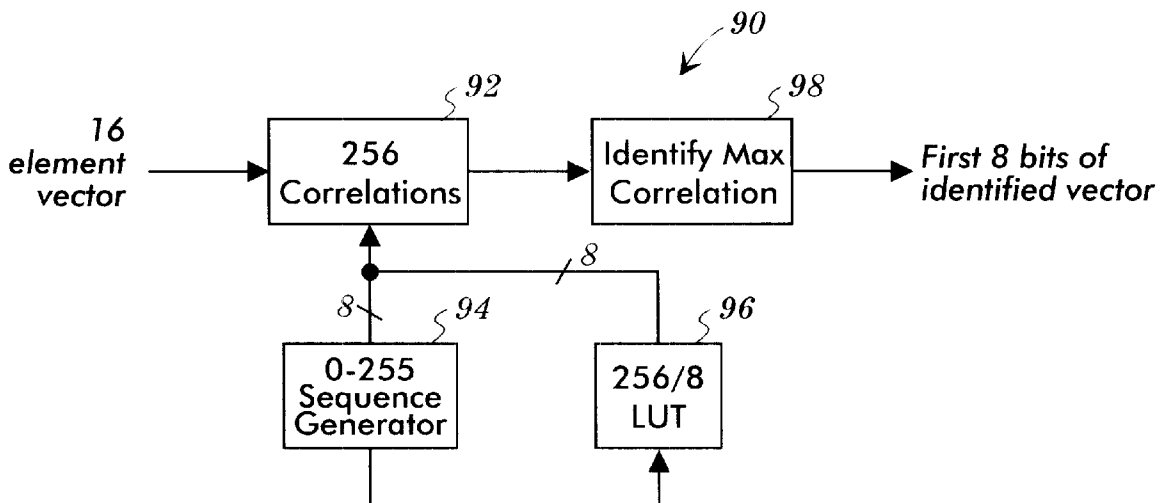 90
92
98
16
element
vector
256
Correlations
Identify Max
Correlation
First 8 bits of
identified vector
8
8
94
96
0-255
Sequence
Generator
256/8
LUT